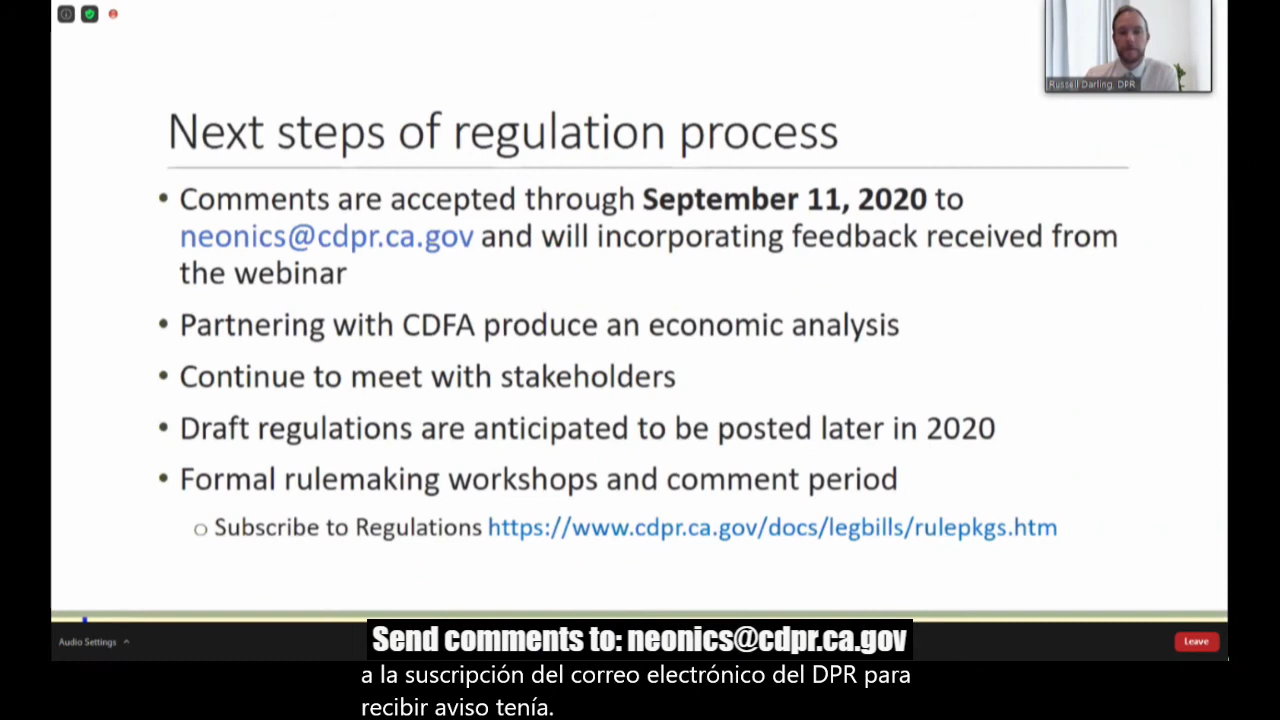 Russell Darling, DPR
Next steps of regulation process
• Comments are accepted through September 11, 2020 to
neonics@cdpr.ca.gov and will incorporating feedback received from
the webinar
• Partnering with CDFA produce an economic analysis
• Continue to meet with stakeholders
• Draft regulations are anticipated to be posted later in 2020
• Formal rulemaking workshops and comment period
o Subscribe to Regulations https://www.cdpr.ca.gov/docs/legbills/rulepkgs.htm
Audio Settings
Send comments to: neonics@cdpr.ca.gov
Leave
a la suscripción del correo electrónico del DPR para
recibir aviso tenía.